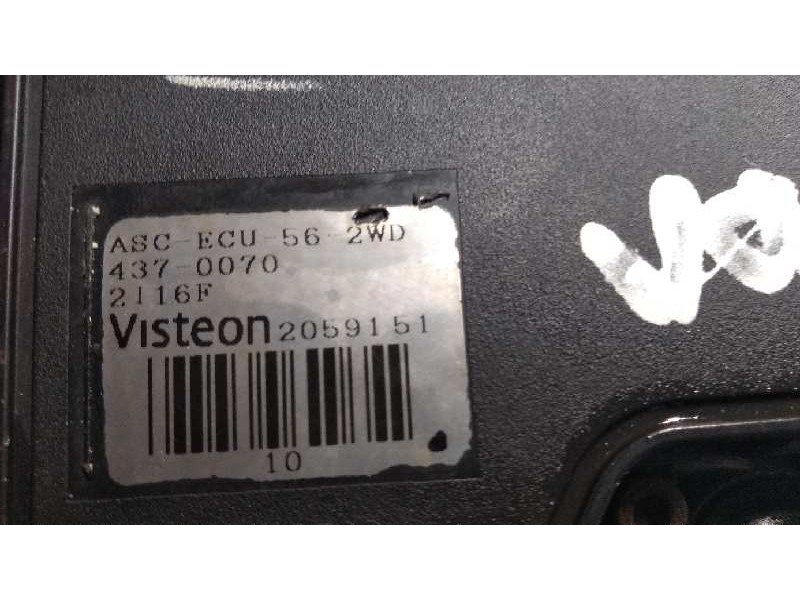 ASC-ECU-56-2WD
437-0070
2116F
Visteon 2059151
10